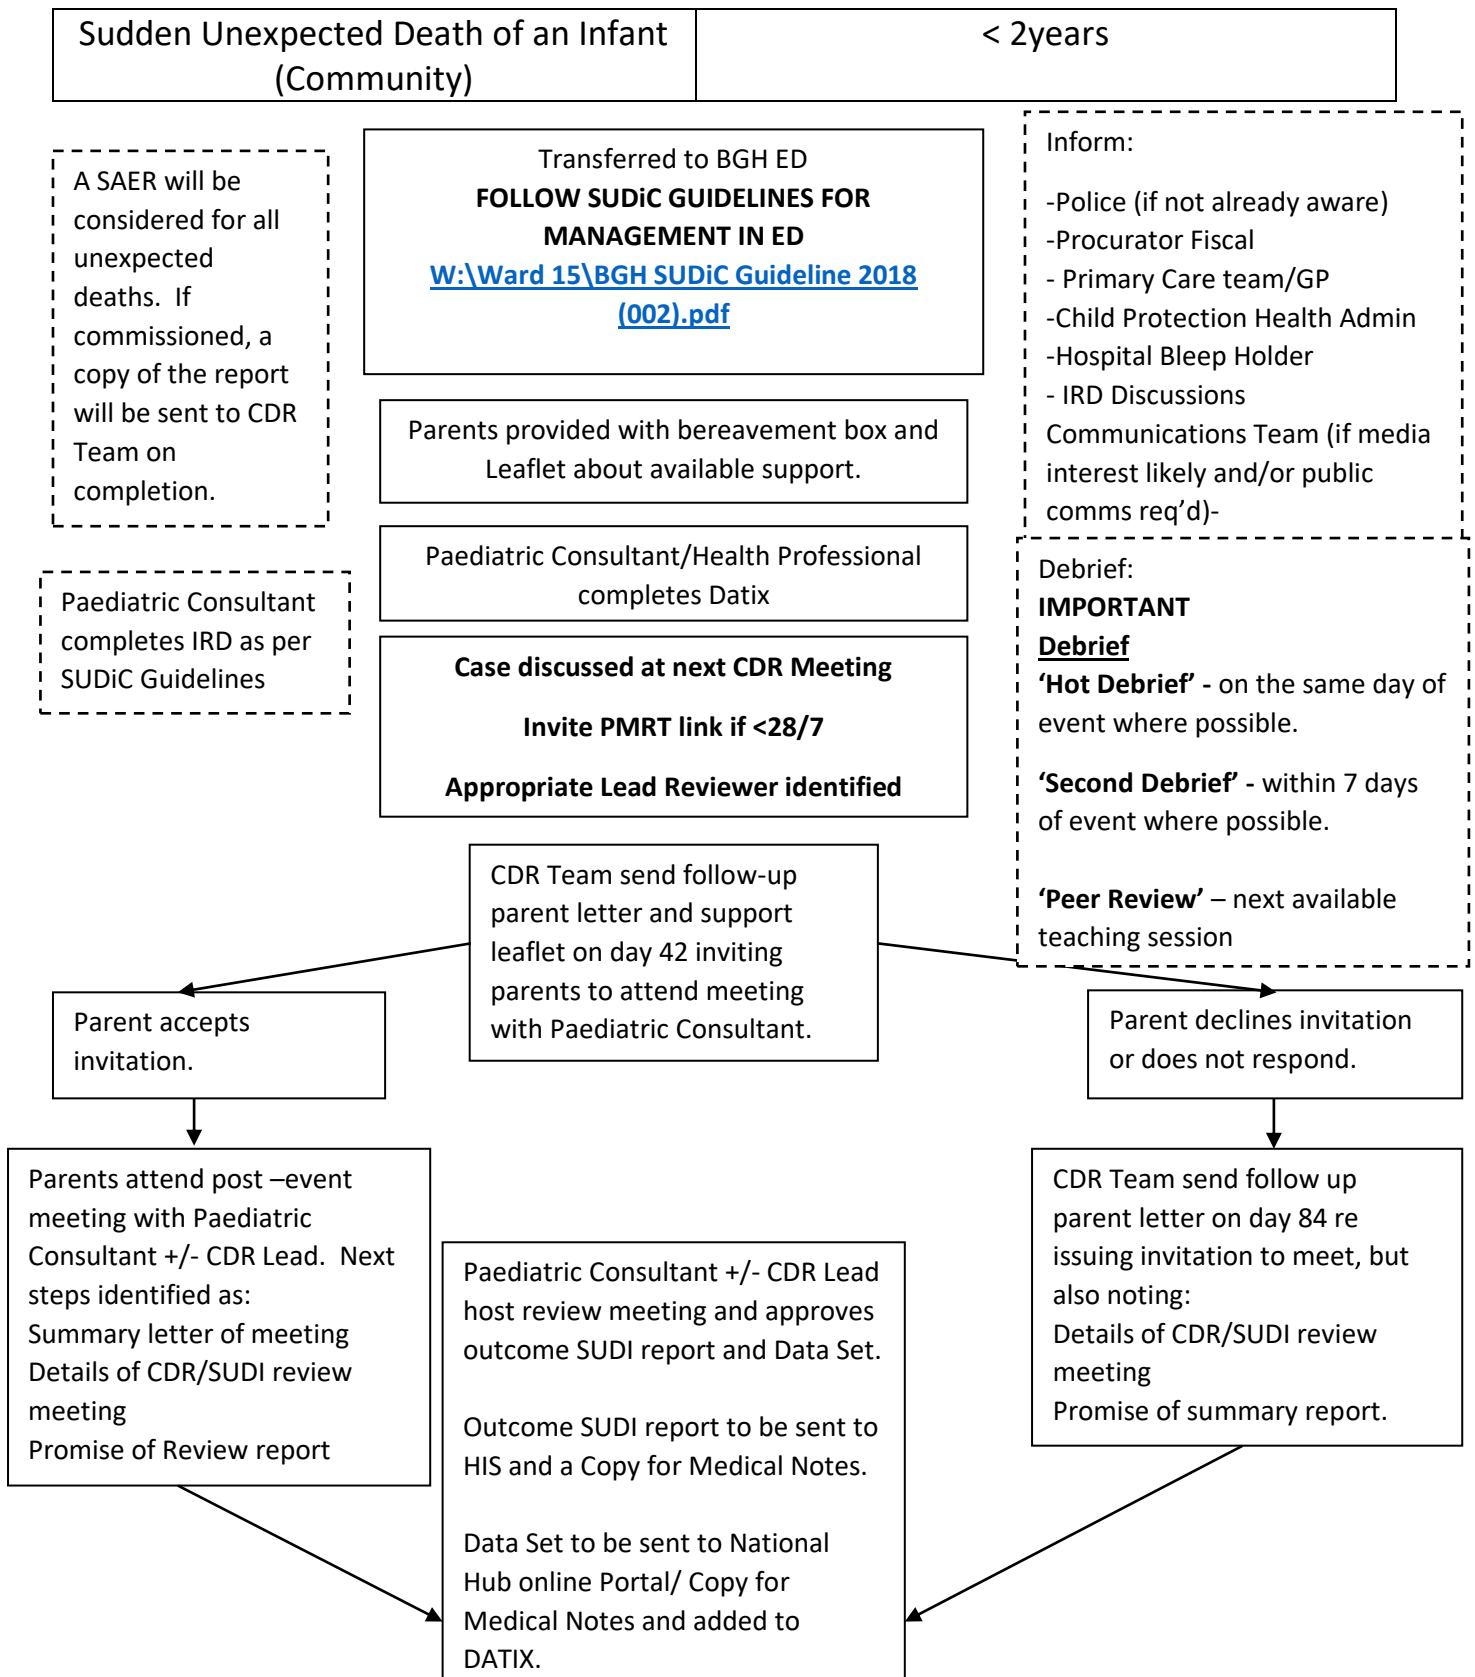 Sudden Unexpected Death of an Infant
(Community)
< 2years
A SAER will be
considered for all
unexpected
deaths.  If
commissioned, a
copy of the report
will be sent to CDR
Team on
completion.
Transferred to BGH ED
FOLLOW SUDiC GUIDELINES FOR
MANAGEMENT IN ED
W:\Ward 15\BGH SUDiC Guideline 2018
(002).pdf
Inform:
-Police (if not already aware)
-Procurator Fiscal
- Primary Care team/GP
-Child Protection Health Admin
-Hospital Bleep Holder
- IRD Discussions
Communications Team (if media
interest likely and/or public
comms req’d)-
Parents provided with bereavement box and
Leaflet about available support.
Paediatric Consultant/Health Professional
completes Datix
Paediatric Consultant
completes IRD as per
SUDiC Guidelines
Case discussed at next CDR Meeting
Invite PMRT link if <28/7
Appropriate Lead Reviewer identified
Debrief:
IMPORTANT
Debrief
‘Hot Debrief’ - on the same day of
event where possible.
‘Second Debrief’ - within 7 days
of event where possible.
‘Peer Review’ – next available
teaching session
CDR Team send follow-up
parent letter and support
leaflet on day 42 inviting
parents to attend meeting
with Paediatric Consultant.
Parent accepts
invitation.
Parent declines invitation
or does not respond.
Parents attend post –event
meeting with Paediatric
Consultant +/- CDR Lead.  Next
steps identified as:
Summary letter of meeting
Details of CDR/SUDI review
meeting
Promise of Review report
Paediatric Consultant +/- CDR Lead
host review meeting and approves
outcome SUDI report and Data Set.
Outcome SUDI report to be sent to
HIS and a Copy for Medical Notes.
Data Set to be sent to National
Hub online Portal/ Copy for
Medical Notes and added to
DATIX.
CDR Team send follow up
parent letter on day 84 re
issuing invitation to meet, but
also noting:
Details of CDR/SUDI review
meeting
Promise of summary report.